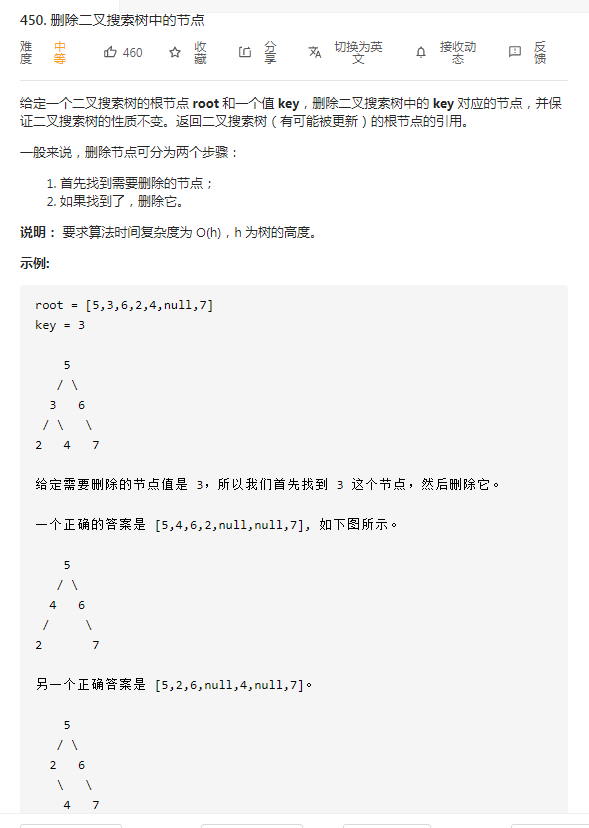 450. 删除二叉搜索树中的节点
难度 中等 460 收藏 分享 切换为英文 接收动态 反馈
给定一个二叉搜索树的根节点 root 和一个值 key，删除二叉搜索树中的 key 对应的节点，并保
证二叉搜索树的性质不变。返回二叉搜索树（有可能被更新）的根节点的引用。
一般来说，删除节点可分为两个步骤：
1. 首先找到需要删除的节点；
2. 如果找到了，删除它。
说明： 要求算法时间复杂度为 O(h)，h 为树的高度。
示例:
root = [5,3,6,2,4,null,7]
key = 3
5
/ \
3 6
/ \ \
2 4 7
给定需要删除的节点值是 3，所以我们首先找到 3 这个节点，然后删除它。
一个正确的答案是 [5,4,6,2,null,null,7], 如下图所示。
5
/ \
4 6
/ \
2 7
另一个正确答案是 [5,2,6,null,4,null,7]。
5
/ \
2 6
\ \
4 7